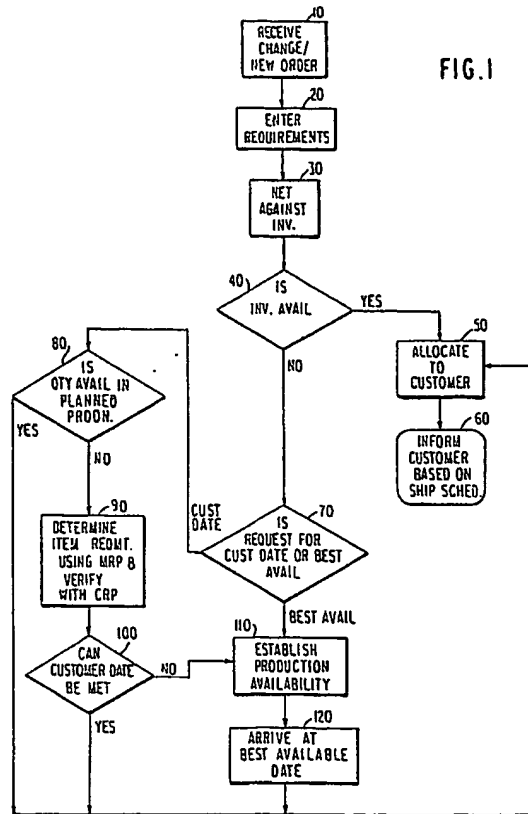 10
RECEIVE
CHANGE/
NEW ORDER
FIG.1
20
ENTER
REQUIREMENTS
30
NET
AGAINST
INV.
40
IS
INV. AVAIL
YES
NO
50
ALLOCATE
TO
CUSTOMER
60
INFORM
CUSTOMER
BASED ON
SHIP SCHED.
80
IS
QTY AVAIL IN
PLANNED
PRODN.
YES
NO
CUST
DATE
70
IS
REQUEST FOR
CUST DATE OR BEST
AVAIL
BEST AVAIL
90
DETERMINE
ITEM REQMT.
USING MRP 8
VERIFY
WITH CRP
100
CAN
CUSTOMER DATE
BE MET
NO
YES
110
ESTABLISH
PRODUCTION
AVAILABILITY
120
ARRIVE AT
BEST AVAILABLE
DATE